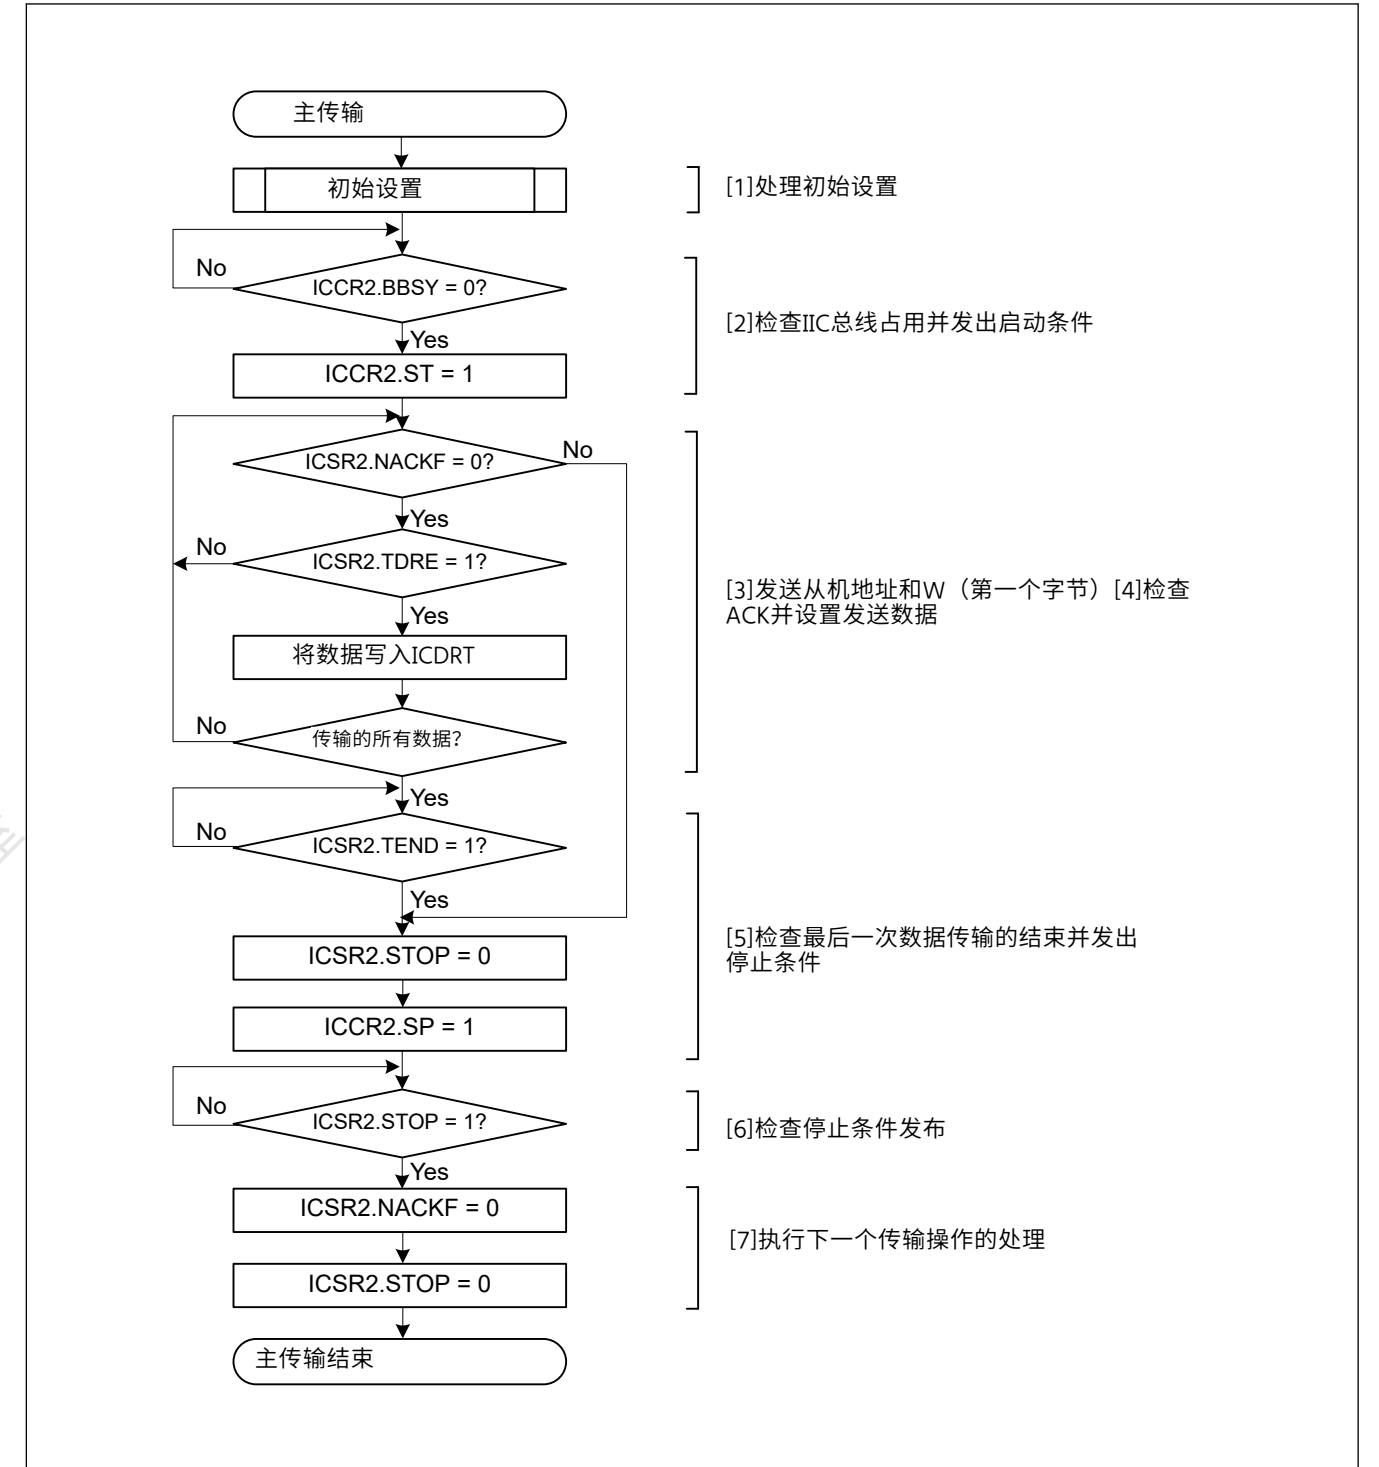 主传输
初始设置
[1]处理初始设置
No
ICCR2.BBSY = 0?
[2]检查IIC总线占用并发出启动条件
Yes
ICCR2.ST = 1
No
ICSR2.NACKF = 0?
Yes
No
ICSR2.TDRE = 1?
[3]发送从机地址和W（第一个字节）[4]检查
ACK并设置发送数据
Yes
将数据写入ICDRT
No
传输的所有数据？
Yes
No
ICSR2.TEND = 1?
Yes
[5]检查最后一次数据传输的结束并发出
停止条件
ICSR2.STOP = 0
ICCR2.SP = 1
No
ICSR2.STOP = 1?
[6]检查停止条件发布
Yes
ICSR2.NACKF = 0
[7]执行下一个传输操作的处理
ICSR2.STOP = 0
主传输结束